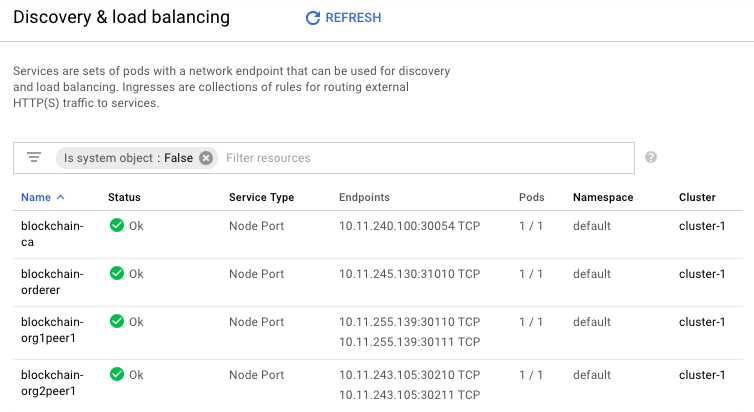 Discovery & load balancing REFRESH
Services are sets of pods with a network endpoint that can be used for discovery
and load balancing. Ingresses are collections of rules for routing external
HTTP(S) traffic to services.
Is system object : False Filter resources
Name Status Service Type Endpoints Pods Namespace Cluster
blockchain- Ok Node Port 10.11.240.100:30054 TCP 1 / 1 default cluster-1
ca
blockchain- Ok Node Port 10.11.245.130:31010 TCP 1 / 1 default cluster-1
orderer
blockchain- Ok Node Port 10.11.255.139:30110 TCP 1 / 1 default cluster-1
org1peer1 10.11.255.139:30111 TCP
blockchain- Ok Node Port 10.11.243.105:30210 TCP 1 / 1 default cluster-1
org2peer1 10.11.243.105:30211 TCP